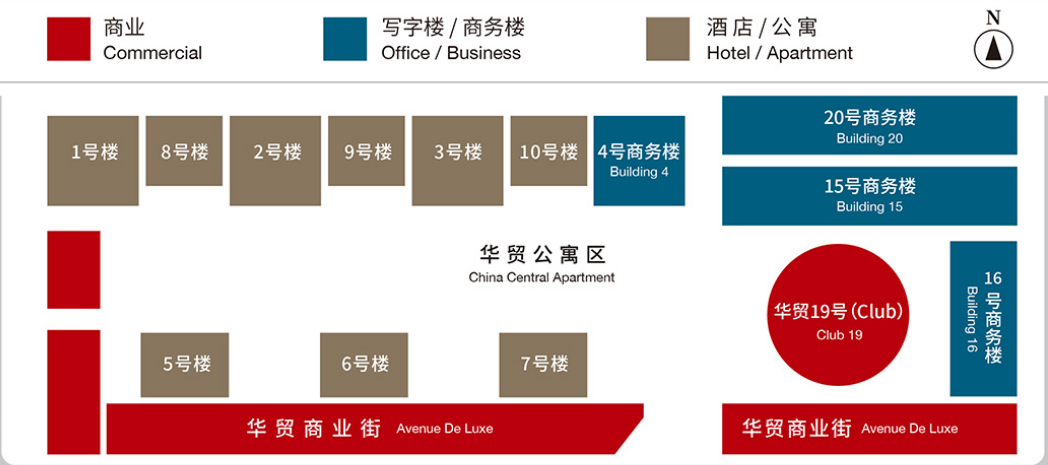 商业
Commercial
写字楼 / 商务楼
Office / Business
酒店 / 公寓
Hotel / Apartment
N
1号楼
8号楼
2号楼
9号楼
3号楼
10号楼
4号商务楼
Building 4
20号商务楼
Building 20
15号商务楼
Building 15
华贸公寓区
China Central Apartment
华贸19号（Club）
Club 19
16号商务楼
Building 16
5号楼
6号楼
7号楼
华贸商业街 Avenue De Luxe
华贸商业街 Avenue De Luxe